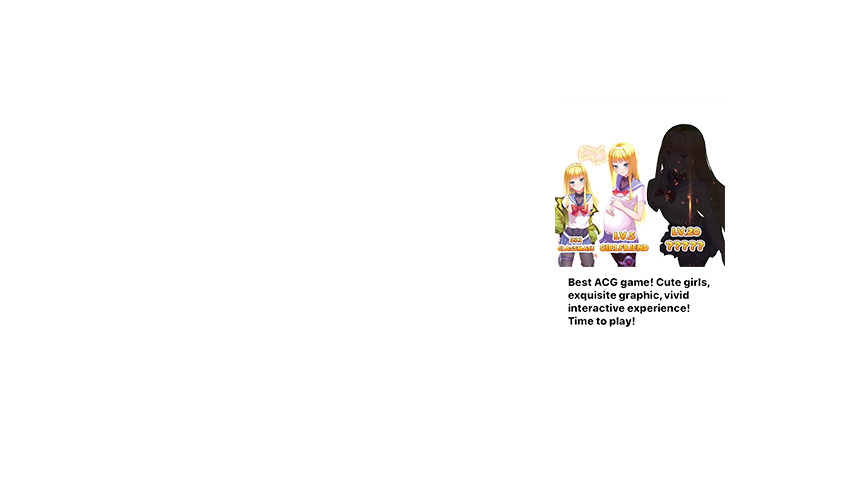 LV.1
CLASSMATE
LV.5
GIRLFRIEND
LV.20
?????
Best ACG game! Cute girls,
exquisite graphic, vivid
interactive experience!
Time to play!